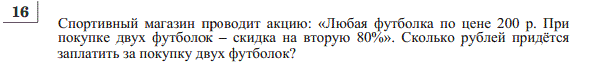 16
Спортивный магазин проводит акцию: «Любая футболка по цене 200 р. При
покупке двух футболок – скидка на вторую 80%». Сколько рублей придётся
заплатить за покупку двух футболок?